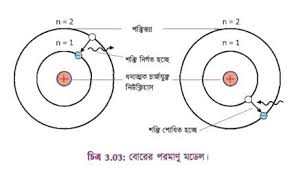 n = 2
শক্তিস্তর
n = 2
n = 1
n = 1
শক্তি নির্গত হচ্ছে
ধনাত্মক চার্জযুক্ত
নিউক্লিয়াস
শক্তি শোষিত হচ্ছে
চিত্র 3.03: বোরের পরমাণু মডেল।